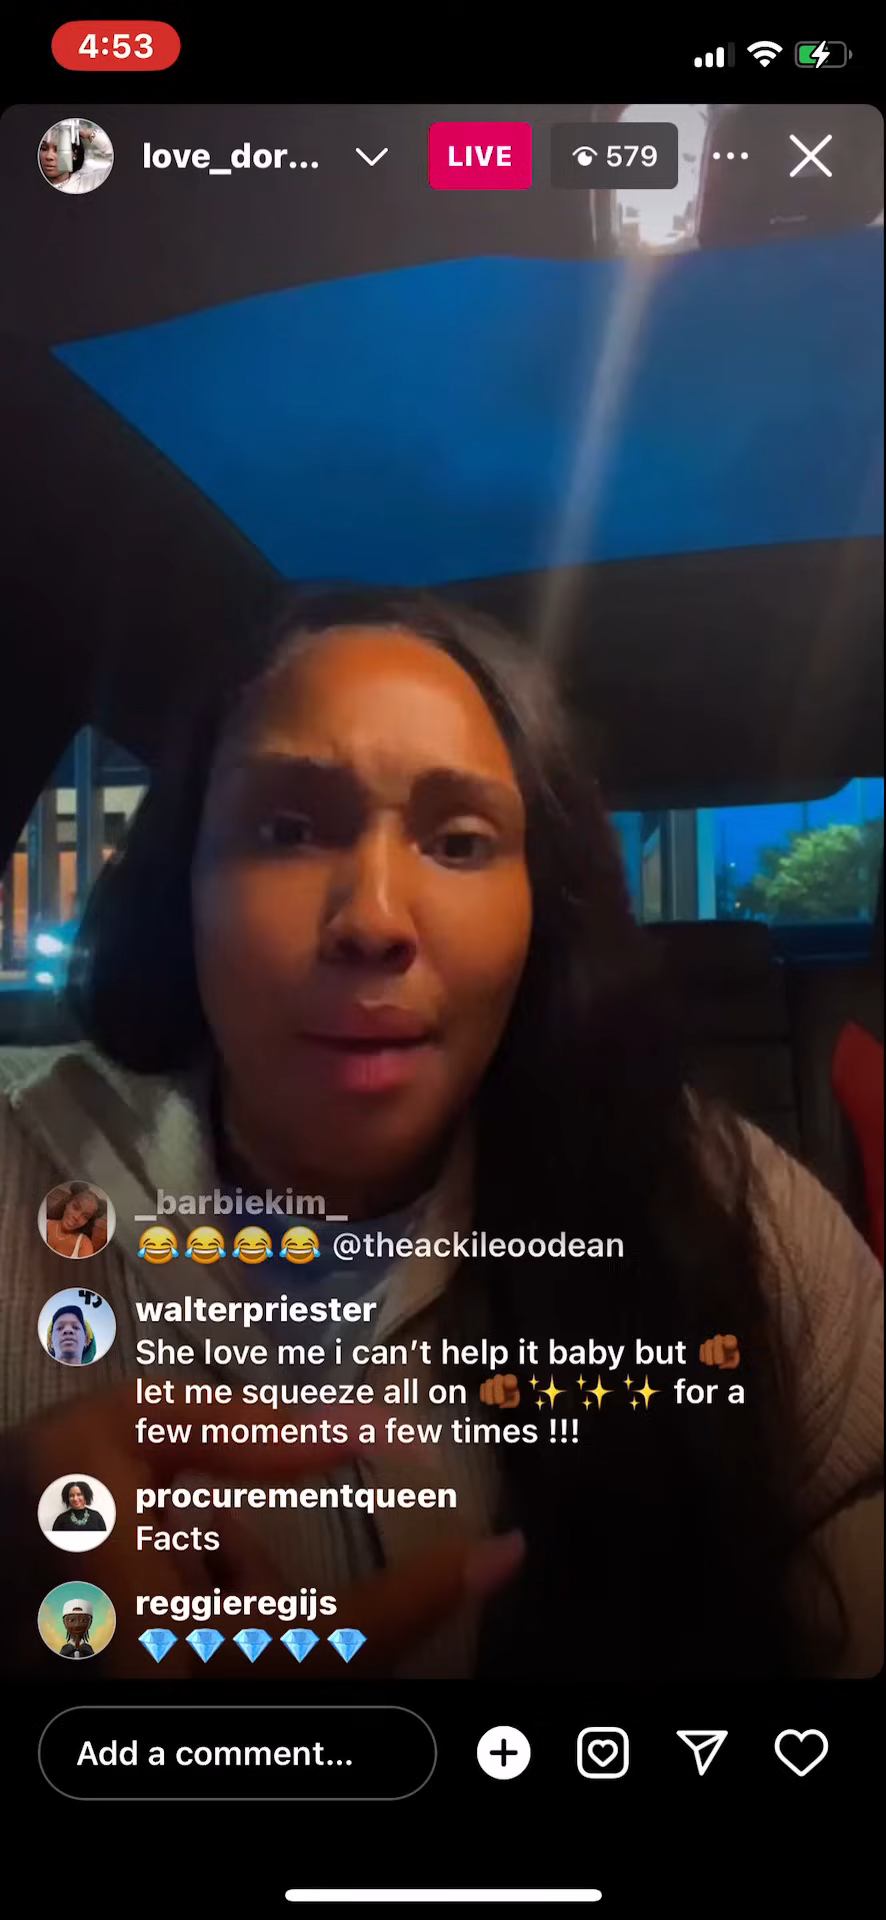 4:53
love_dor...
LIVE
579
_barbiekim_
😂😂😂😂 @theackileoodean
walterpriester
She love me i can’t help it baby but 🫵🏾
let me squeeze all on 🫵🏾✨✨✨ for a
few moments a few times !!!
procurementqueen
Facts
reggieregijs
💎💎💎💎💎
Add a comment...